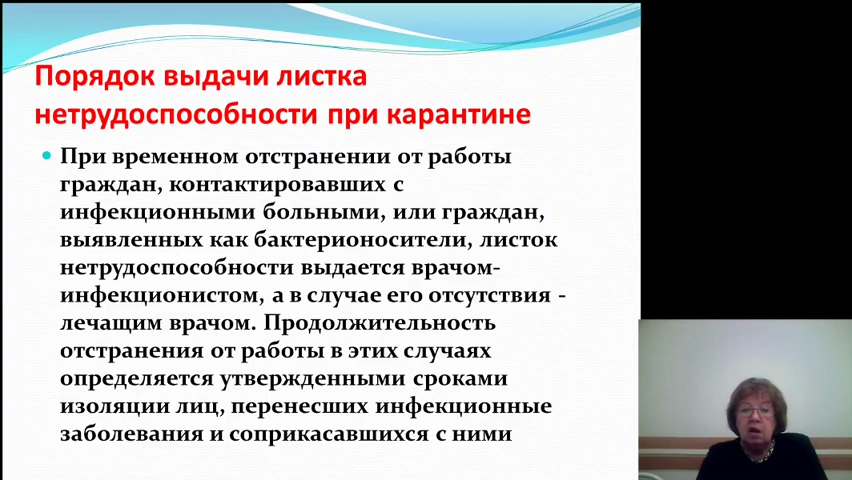 Порядок выдачи листка
нетрудоспособности при карантине
При временном отстранении от работы
граждан, контактировавших с
инфекционными больными, или граждан,
выявленных как бактерионосители, листок
нетрудоспособности выдается врачом-
инфекционистом, а в случае его отсутствия -
лечащим врачом. Продолжительность
отстранения от работы в этих случаях
определяется утвержденными сроками
изоляции лиц, перенесших инфекционные
заболевания и соприкасавшихся с ними